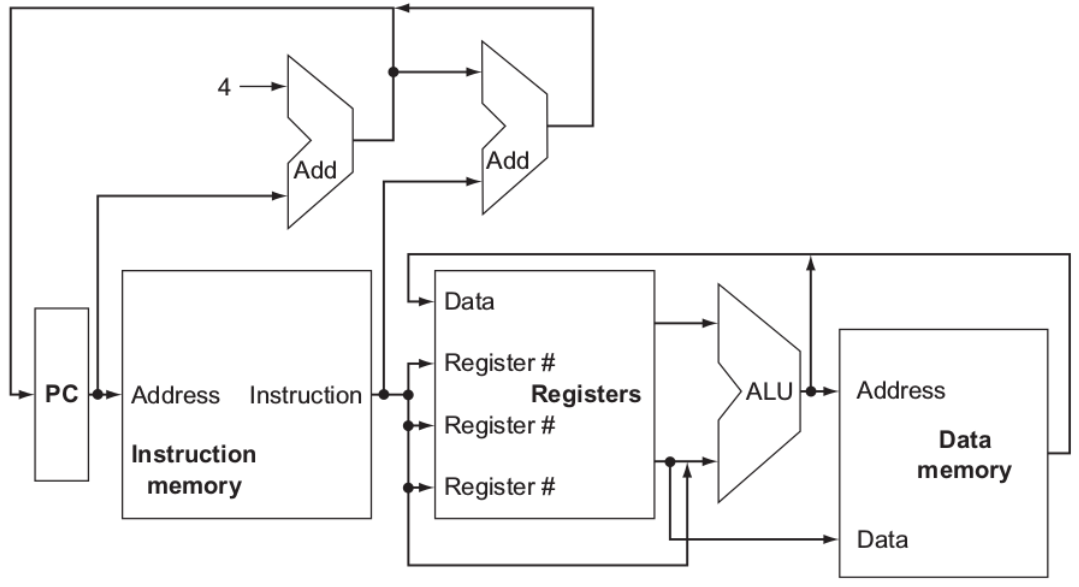 4
Add
Add
Data
Register #
Registers
Register #
Register #
PC
Address
Instruction
Instruction
memory
ALU
Address
Data
memory
Data